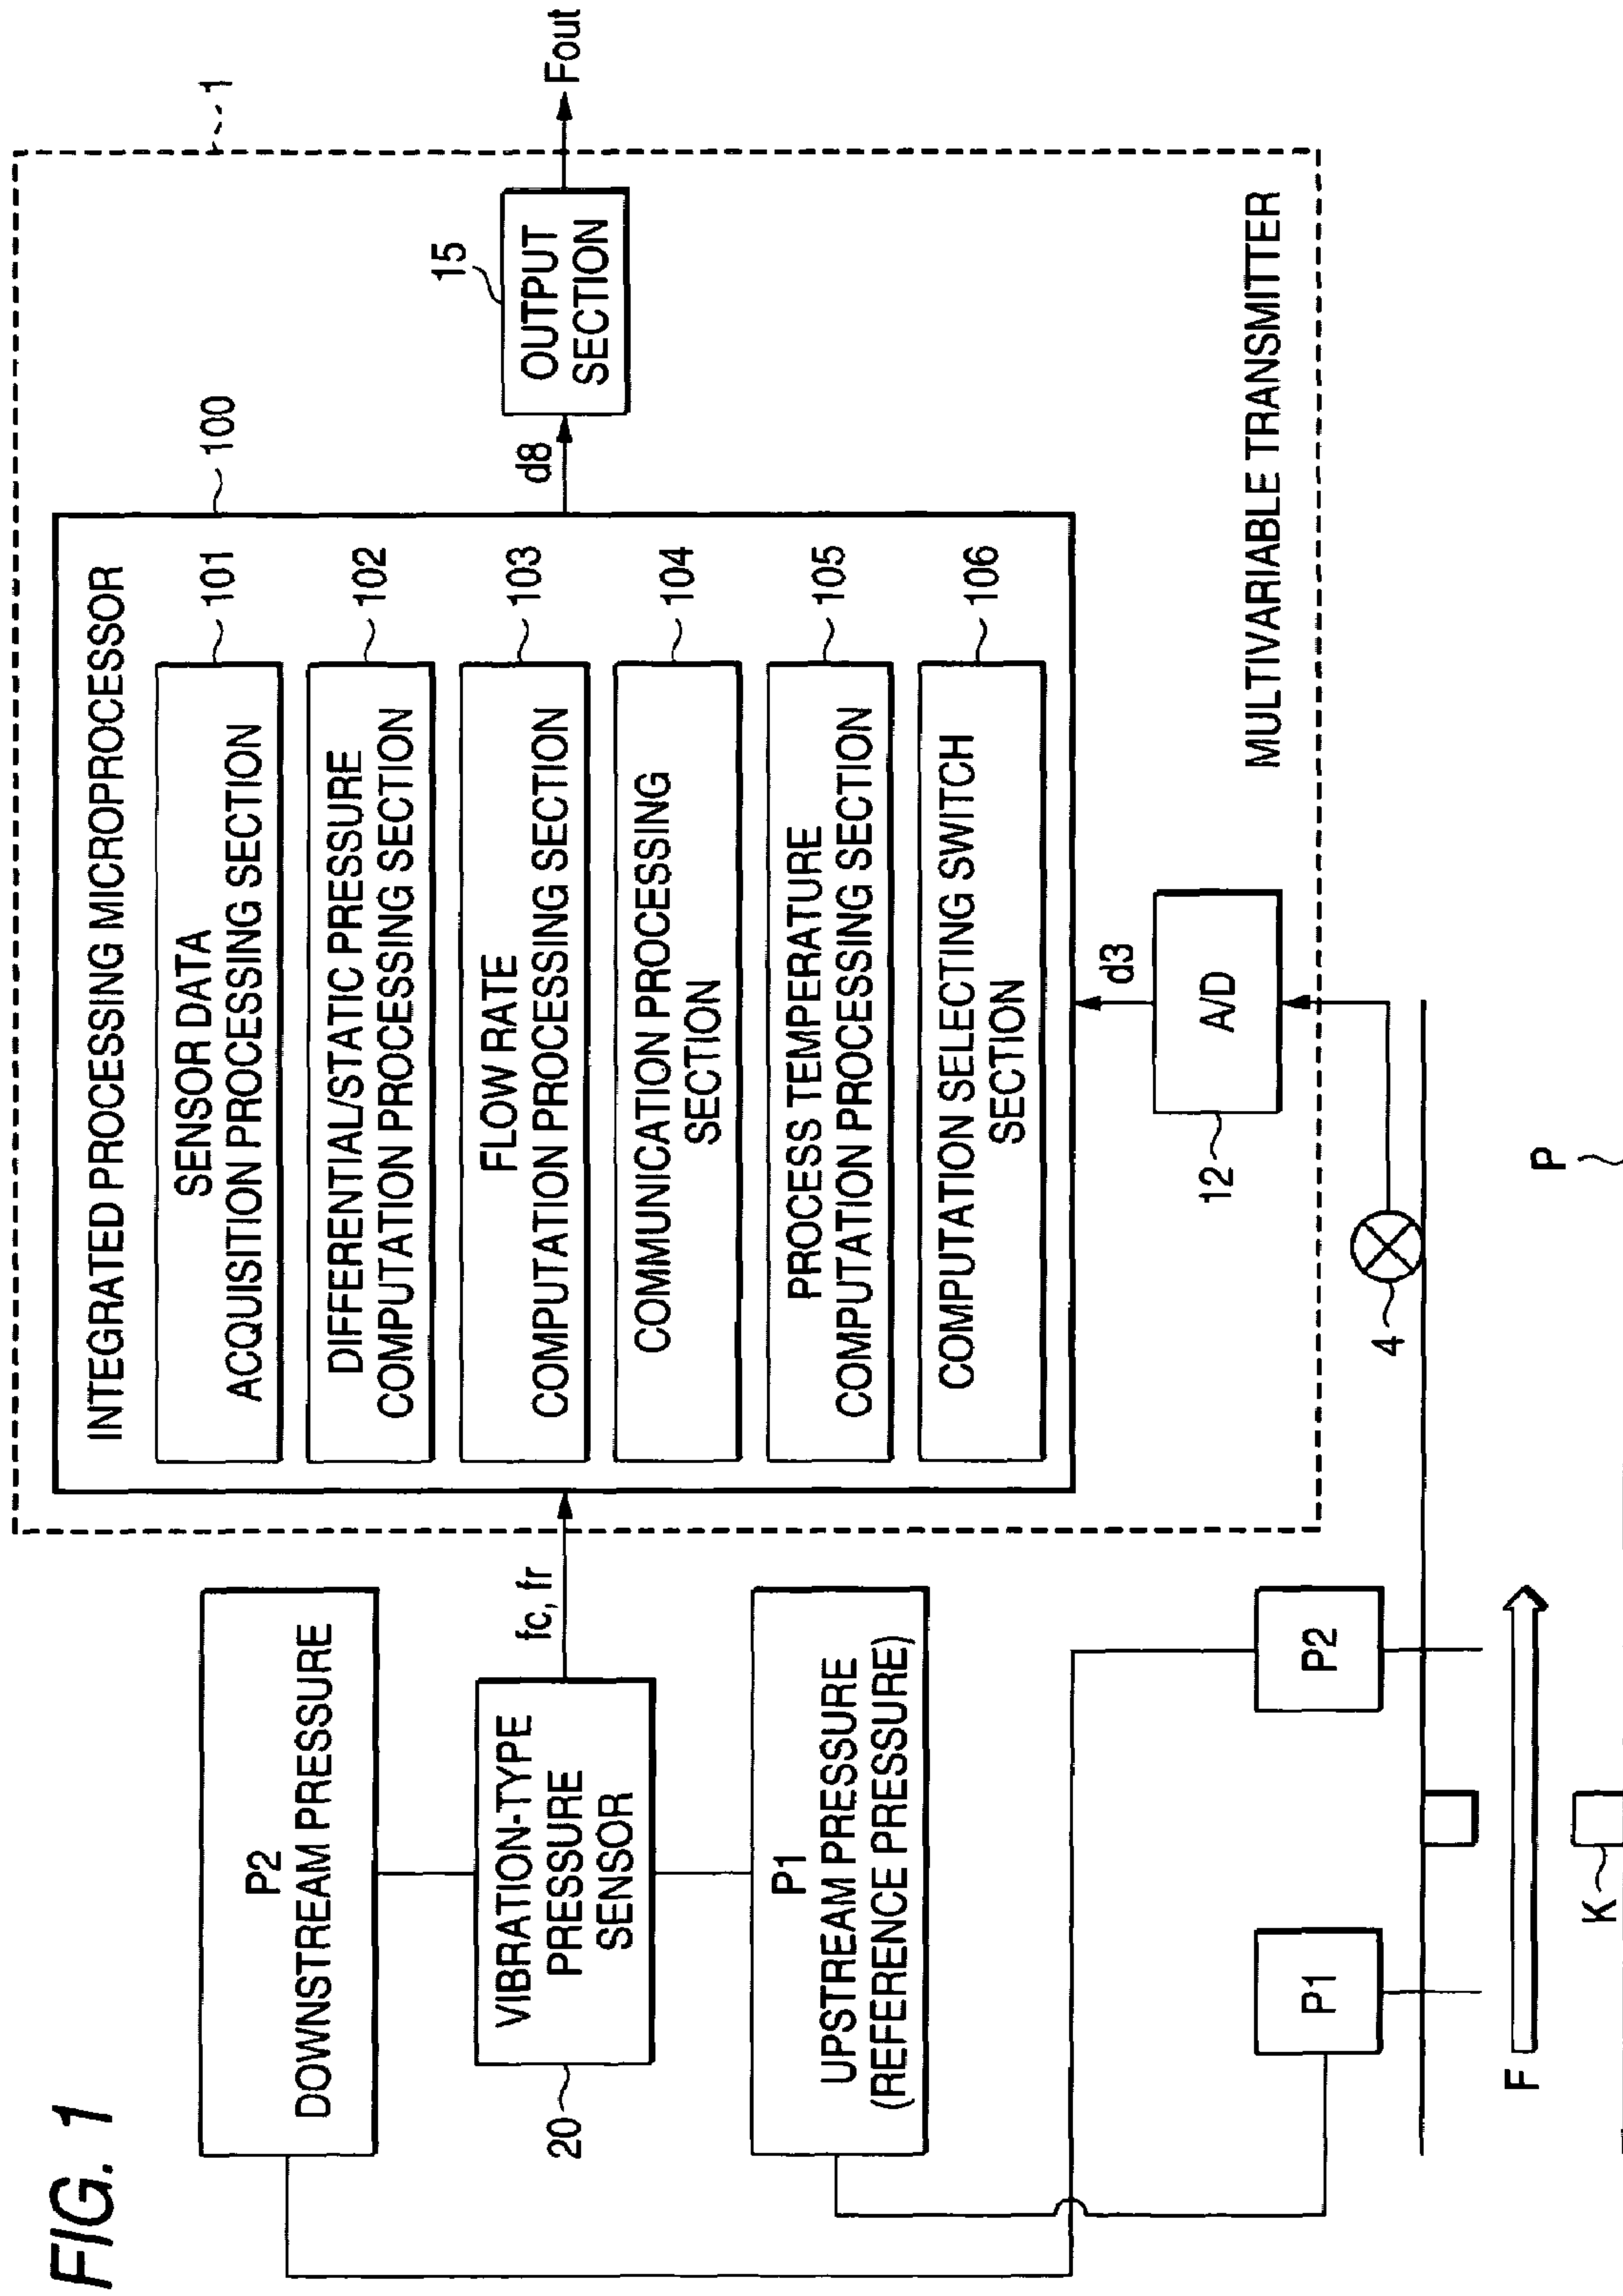 FIG. 1
1
INTEGRATED PROCESSING MICROPROCESSOR
100
P2
DOWNSTREAM PRESSURE
SENSOR DATA
ACQUISITION PROCESSING SECTION
101
DIFFERENTIAL/STATIC PRESSURE
COMPUTATION PROCESSING SECTION
102
VIBRATION-TYPE
PRESSURE
SENSOR
20
fc, fr
FLOW RATE
COMPUTATION PROCESSING SECTION
103
d8
15
OUTPUT
SECTION
Fout
COMMUNICATION PROCESSING
SECTION
104
P1
UPSTREAM PRESSURE
(REFERENCE PRESSURE)
PROCESS TEMPERATURE
COMPUTATION PROCESSING SECTION
105
COMPUTATION SELECTING SWITCH
SECTION
106
d3
12
A/D
MULTIVARIABLE TRANSMITTER
P1
P2
4
F
P
K